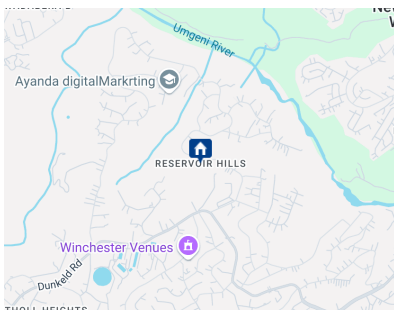 Umgeni River
Ayanda digitalMarkrting
RESERVOIR HILLS
Winchester Venues
Dunkeld Rd